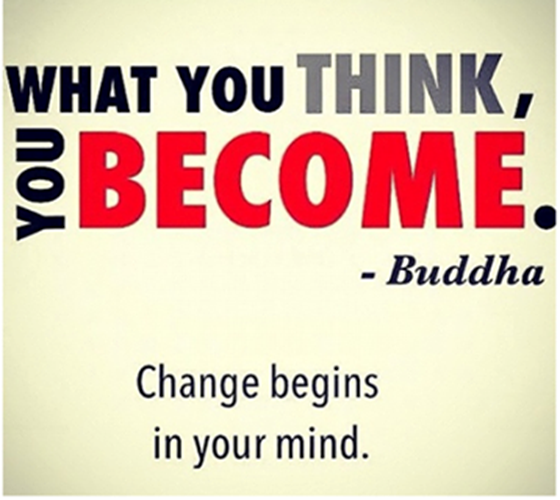 WHAT YOU THINK,
YOU BECOME.
- Buddha
Change begins
in your mind.